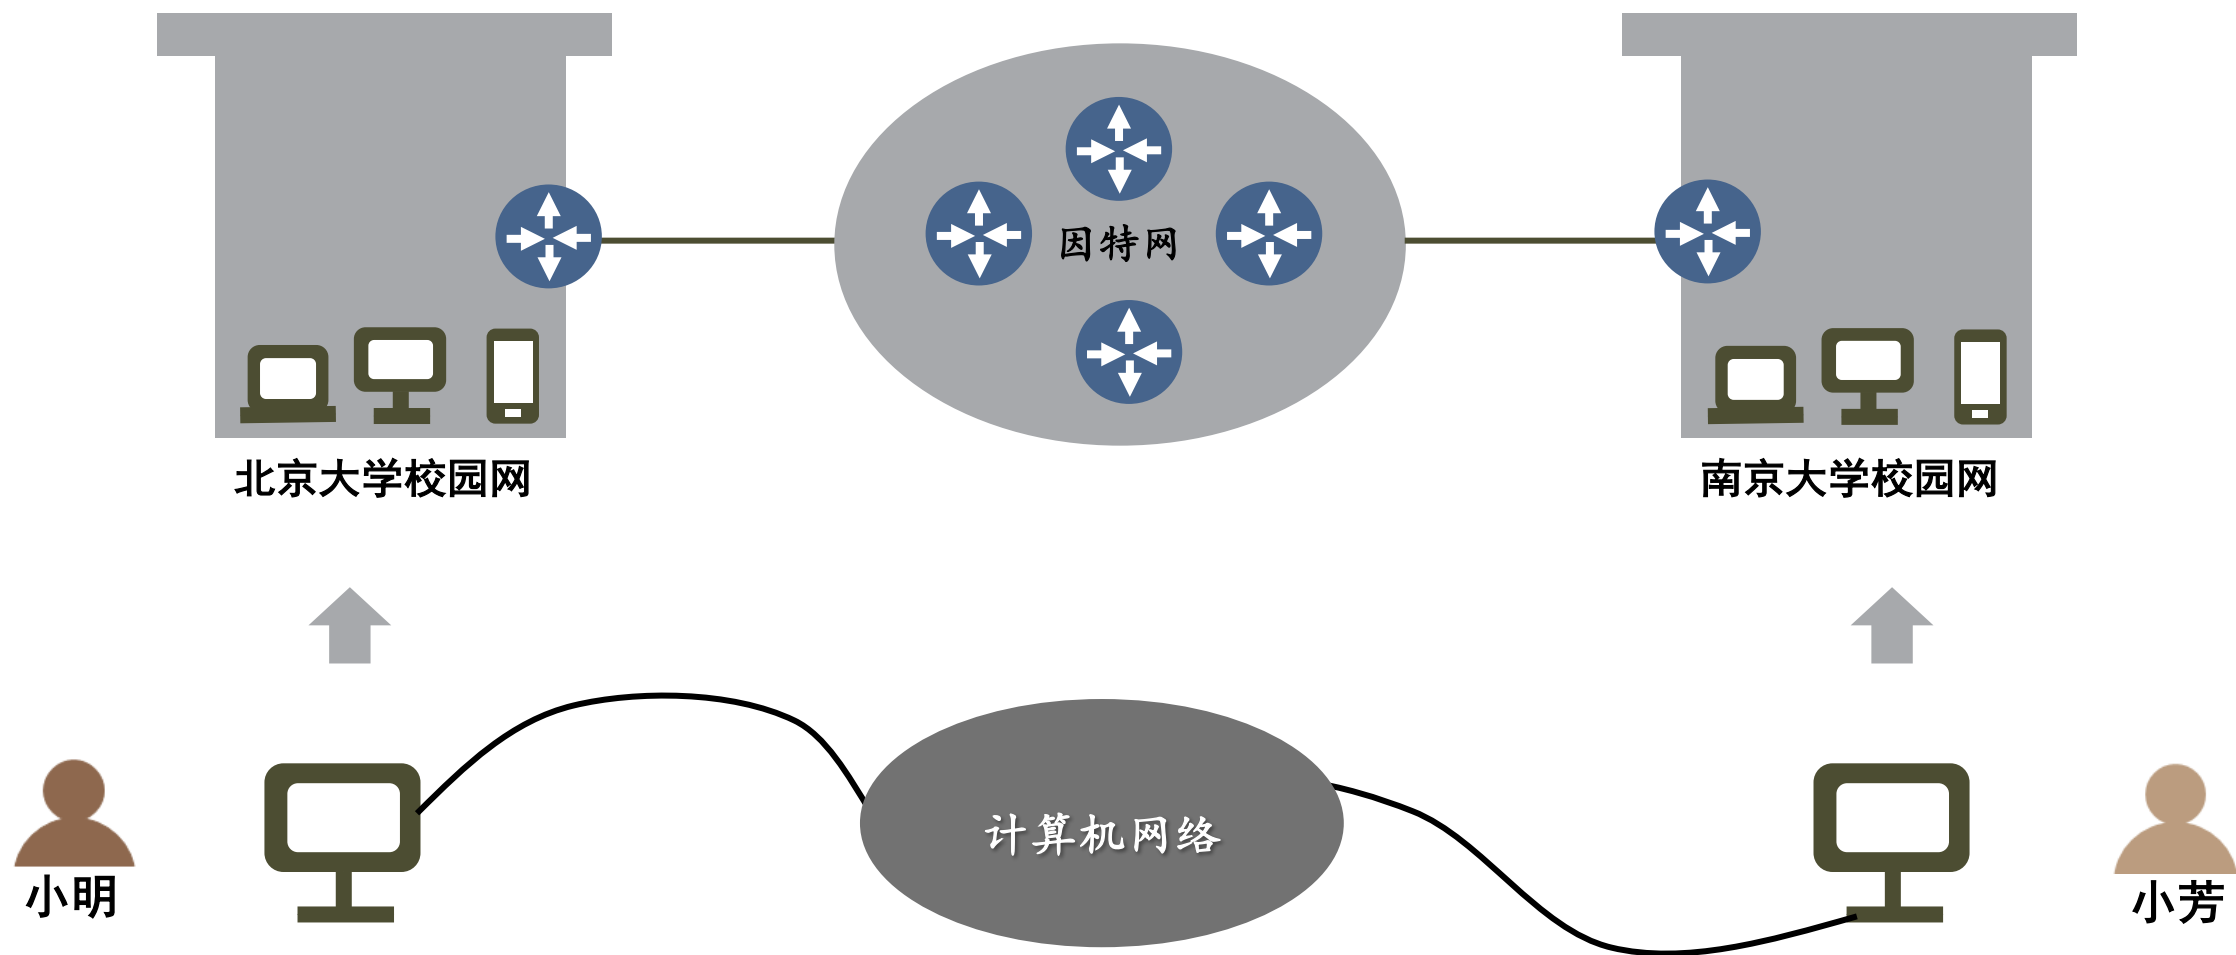 因特网
北京大学校园网
南京大学校园网
计算机网络
小明
小芳